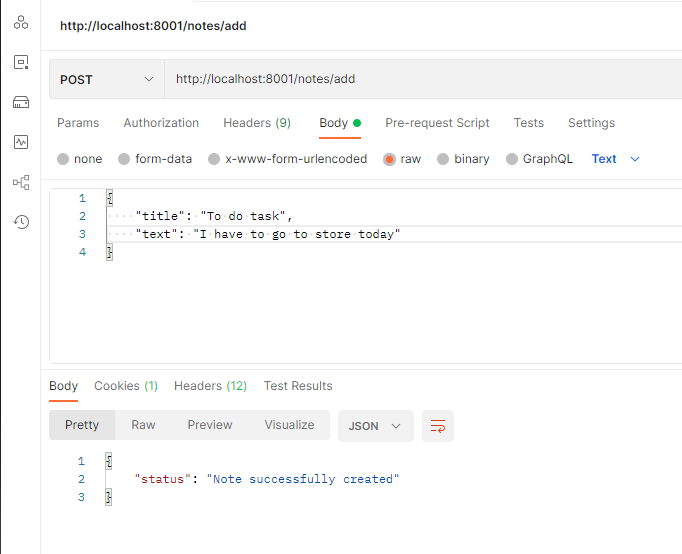 http://localhost:8001/notes/add
POST http://localhost:8001/notes/add
Params Authorization Headers (9) Body Pre-request Script Tests Settings
none form-data x-www-form-urlencoded raw binary GraphQL Text
1 {
2 ····"title":·"To·do·task",
3 ····"text":·"I·have·to·go·to·store·today"
4 }
Body Cookies (1) Headers (12) Test Results
Pretty Raw Preview Visualize JSON
1 {
2     "status": "Note successfully created"
3 }